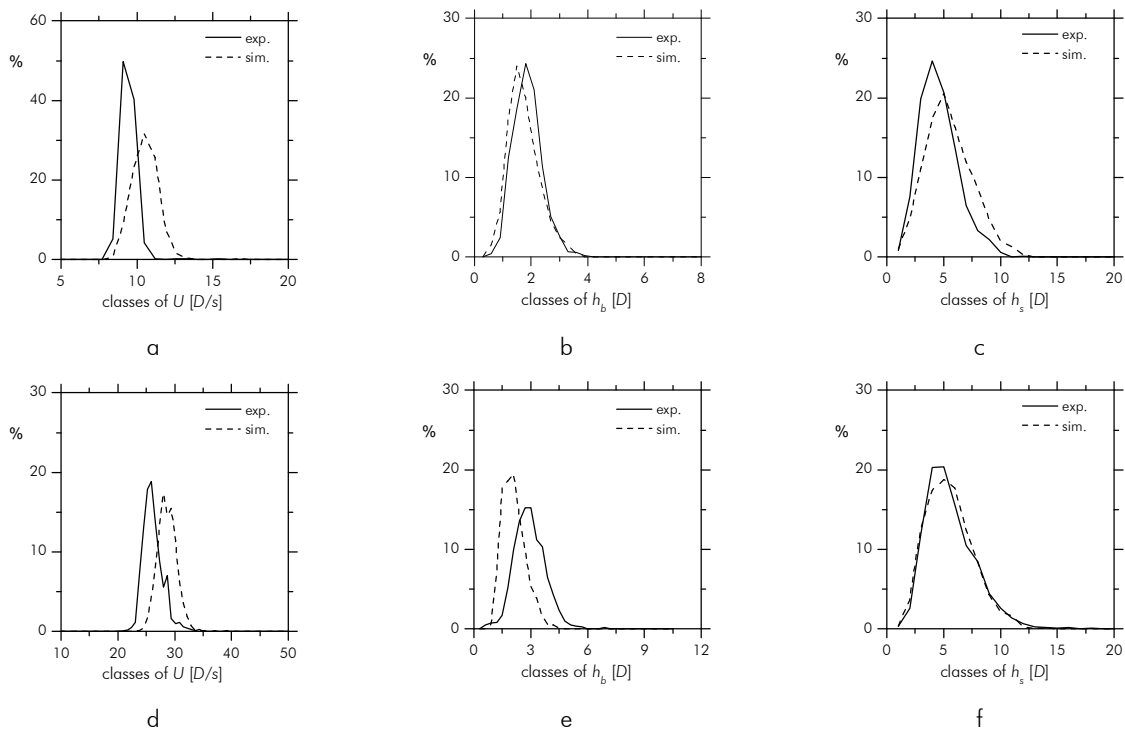 60
40
20
0
%
exp.
sim.
5 10 15 20
classes of U [D/s]
a
30
20
10
0
%
exp.
sim.
0 2 4 6 8
classes of h_b [D]
b
30
20
10
0
%
exp.
sim.
0 5 10 15 20
classes of h_s [D]
c
30
20
10
0
%
exp.
sim.
10 20 30 40 50
classes of U [D/s]
d
30
20
10
0
%
exp.
sim.
0 3 6 9 12
classes of h_b [D]
e
30
20
10
0
%
exp.
sim.
0 5 10 15 20
classes of h_s [D]
f